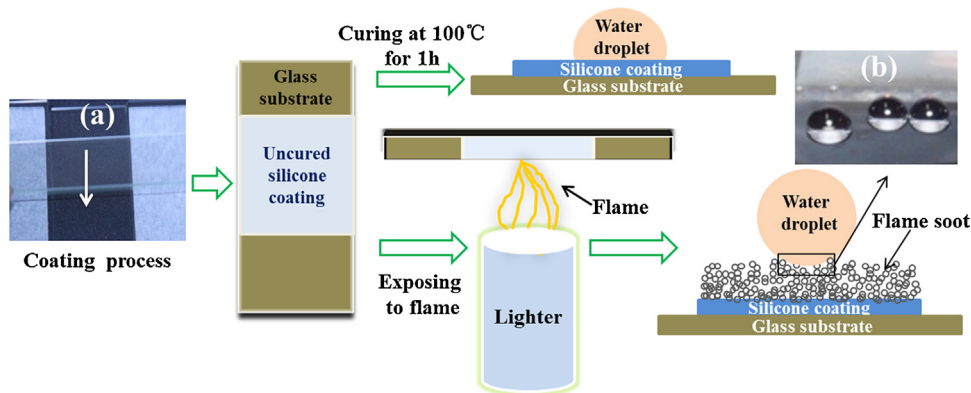 (a)
Coating process
Glass
substrate
Uncured
silicone
coating
Curing at 100℃
for 1h
Water
droplet
Silicone coating
Glass substrate
Exposing
to flame
Flame
Lighter
(b)
Water
droplet
Flame soot
Silicone coating
Glass substrate